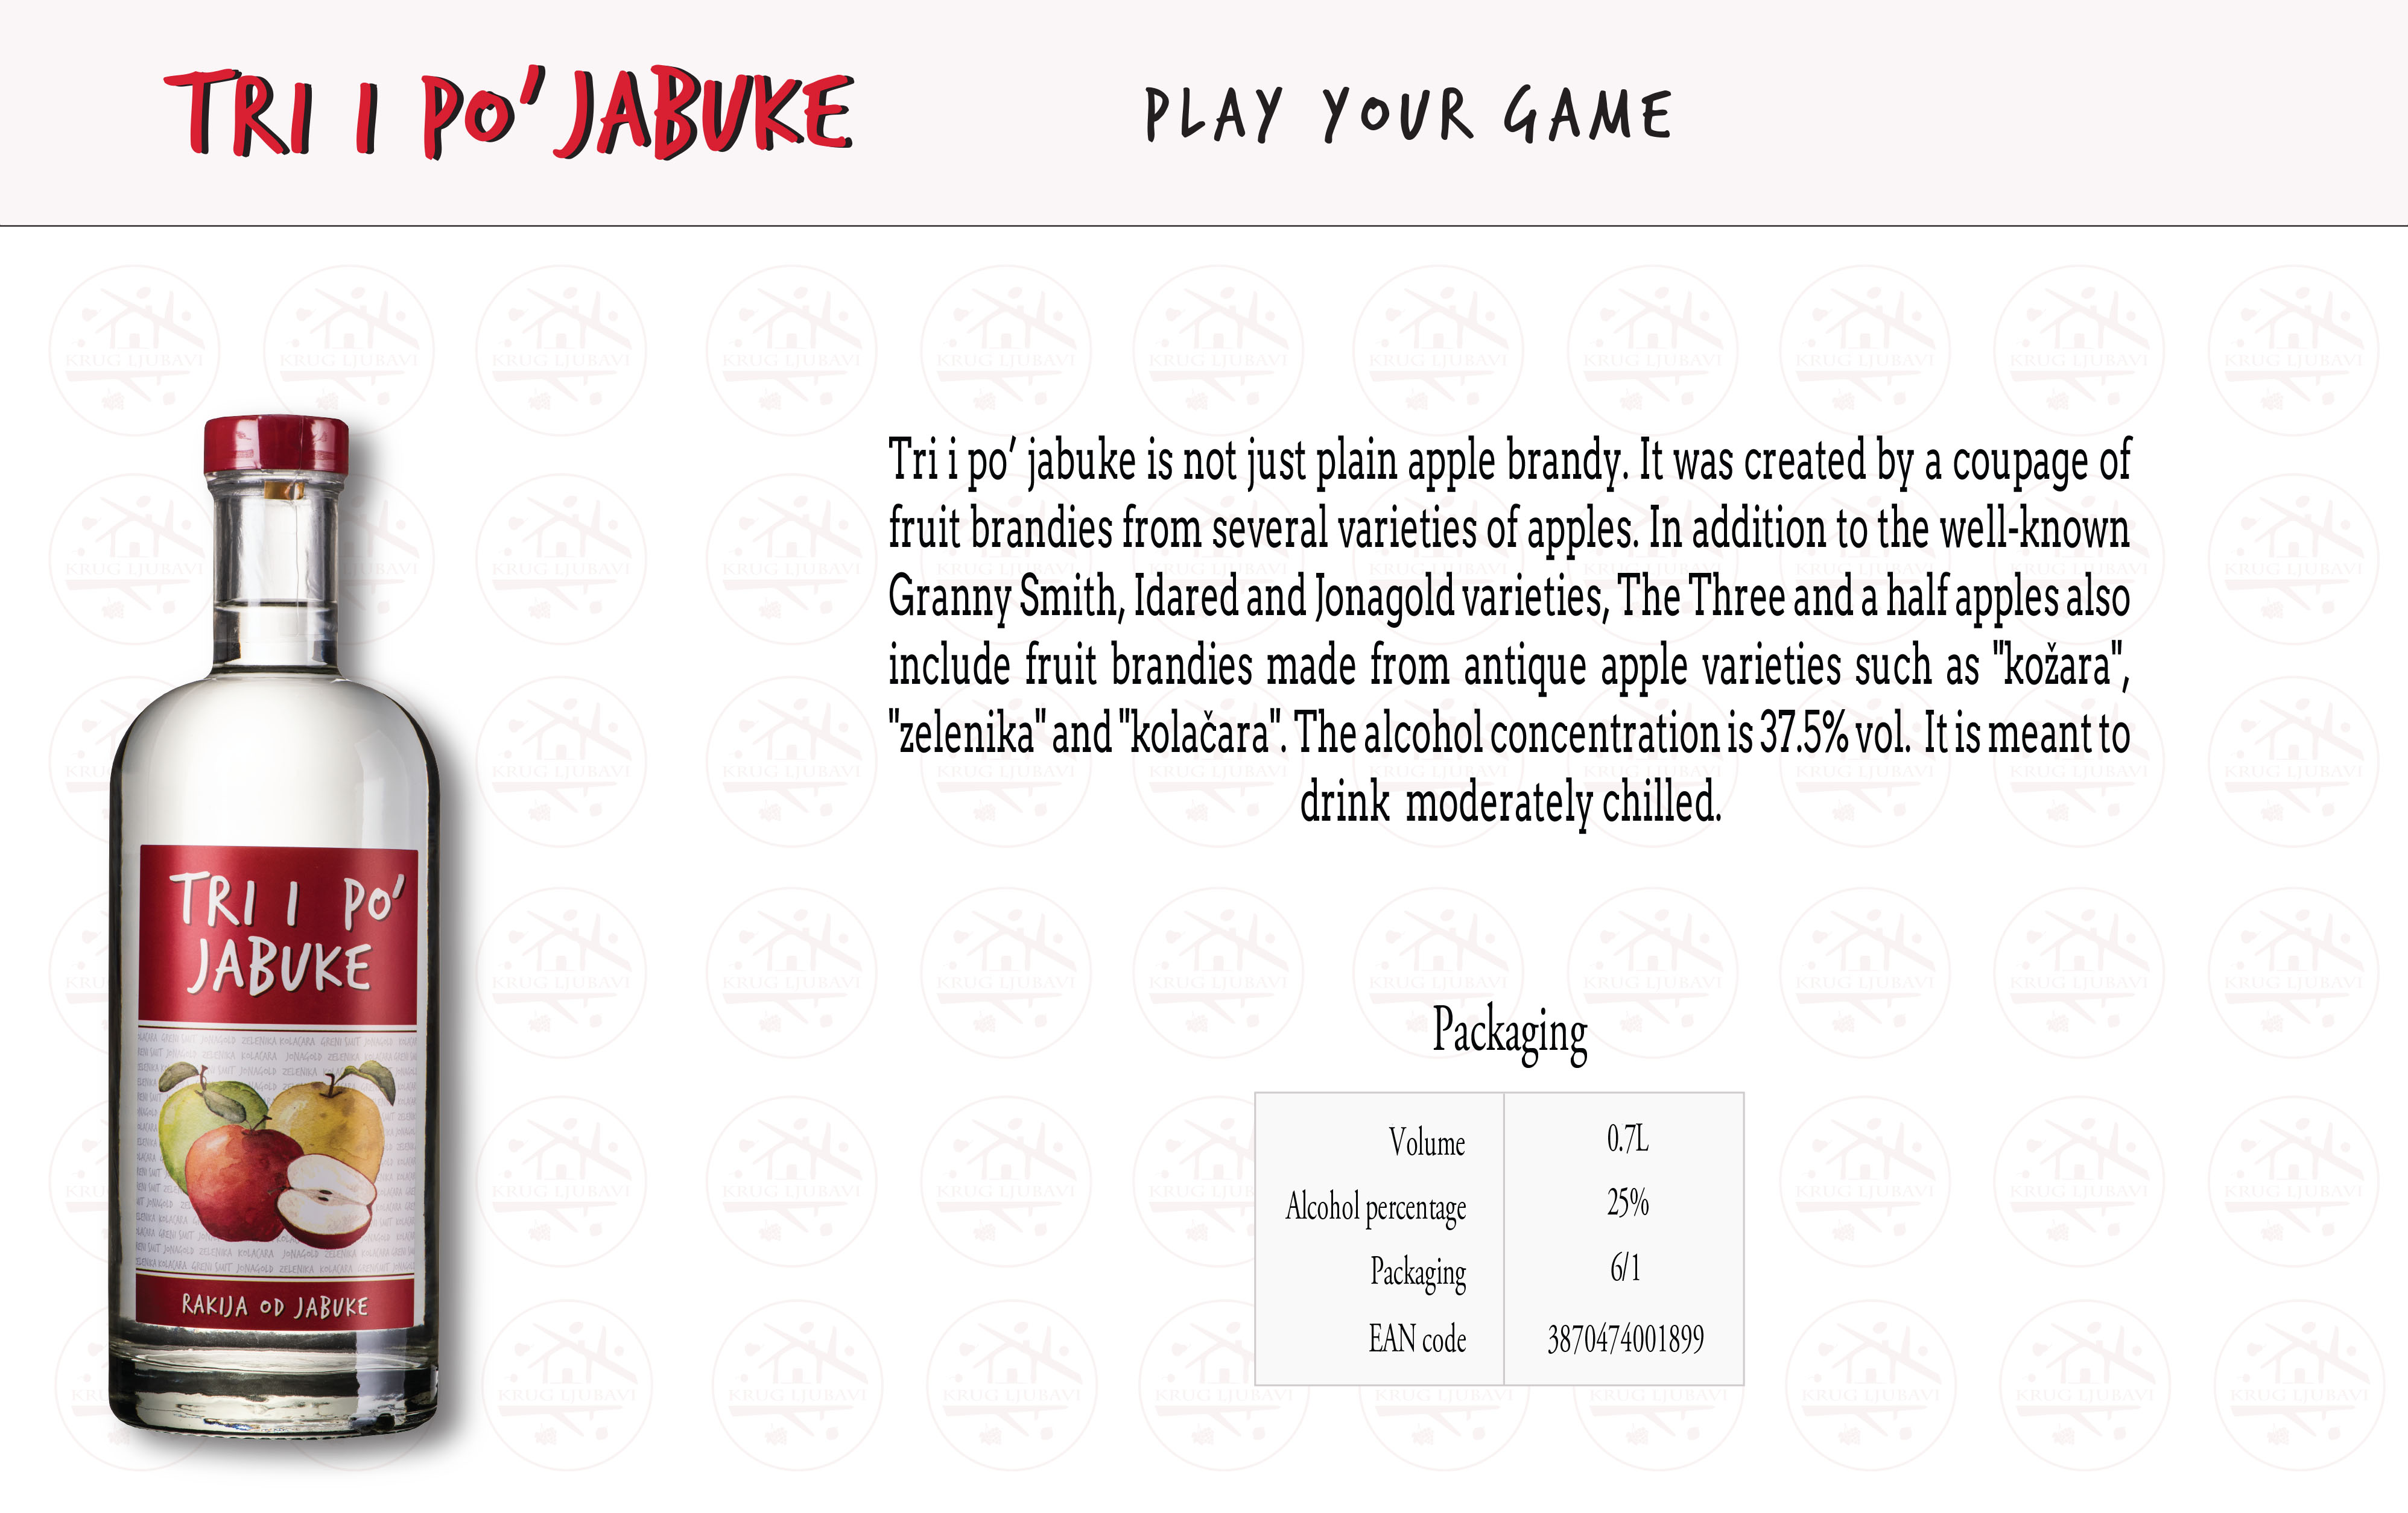 TRI I PO' JABUKE
PLAY YOUR GAME
Tri i po’ jabuke is not just plain apple brandy. It was created by a coupage of
fruit brandies from several varieties of apples. In addition to the well-known
Granny Smith, Idared and Jonagold varieties, The Three and a half apples also
include fruit brandies made from antique apple varieties such as "kožara",
"zelenika" and "kolačara". The alcohol concentration is 37.5% vol. It is meant to
drink moderately chilled.
TRI I PO'
JABUKE
RAKIJA OD JABUKE
Packaging
Volume 0.7L
Alcohol percentage 25%
Packaging 6/1
EAN code 3870474001899
KRUG LJUBAVI